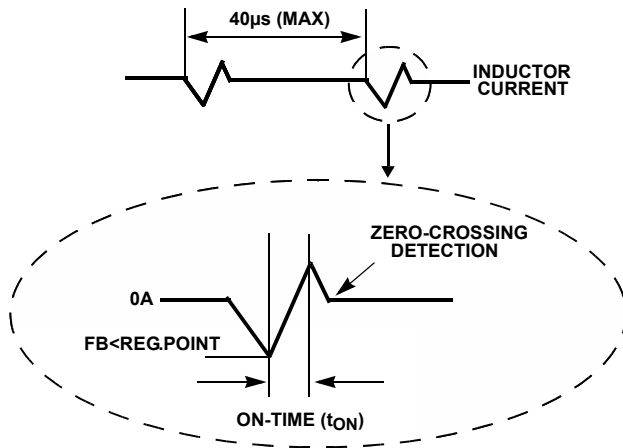 40µs (MAX)
INDUCTOR
CURRENT
ZERO-CROSSING
DETECTION
0A
FB<REG.POINT
ON-TIME (tON)